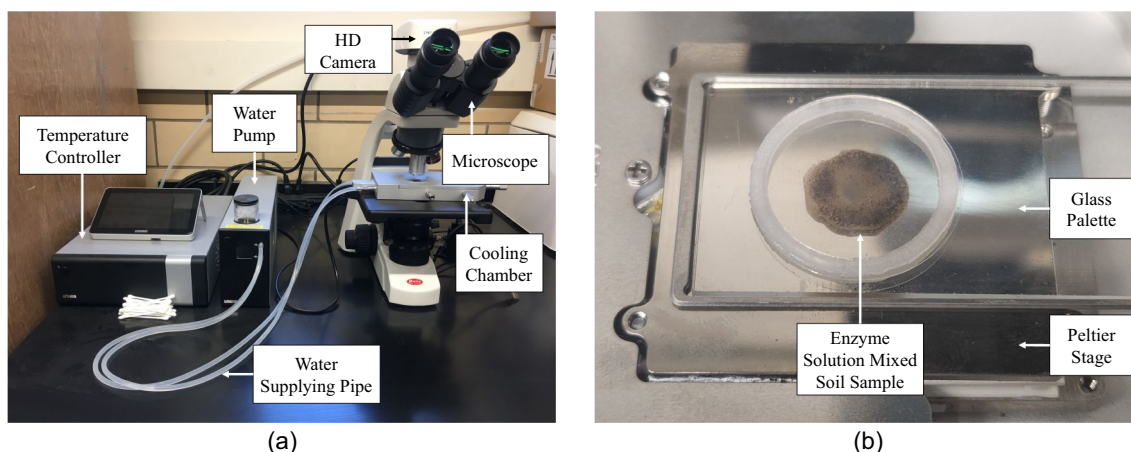 HD
Camera
Water
Pump
Temperature
Controller
Microscope
Cooling
Chamber
Water
Supplying Pipe
(a)
Glass
Palette
Peltier
Stage
Enzyme
Solution Mixed
Soil Sample
(b)